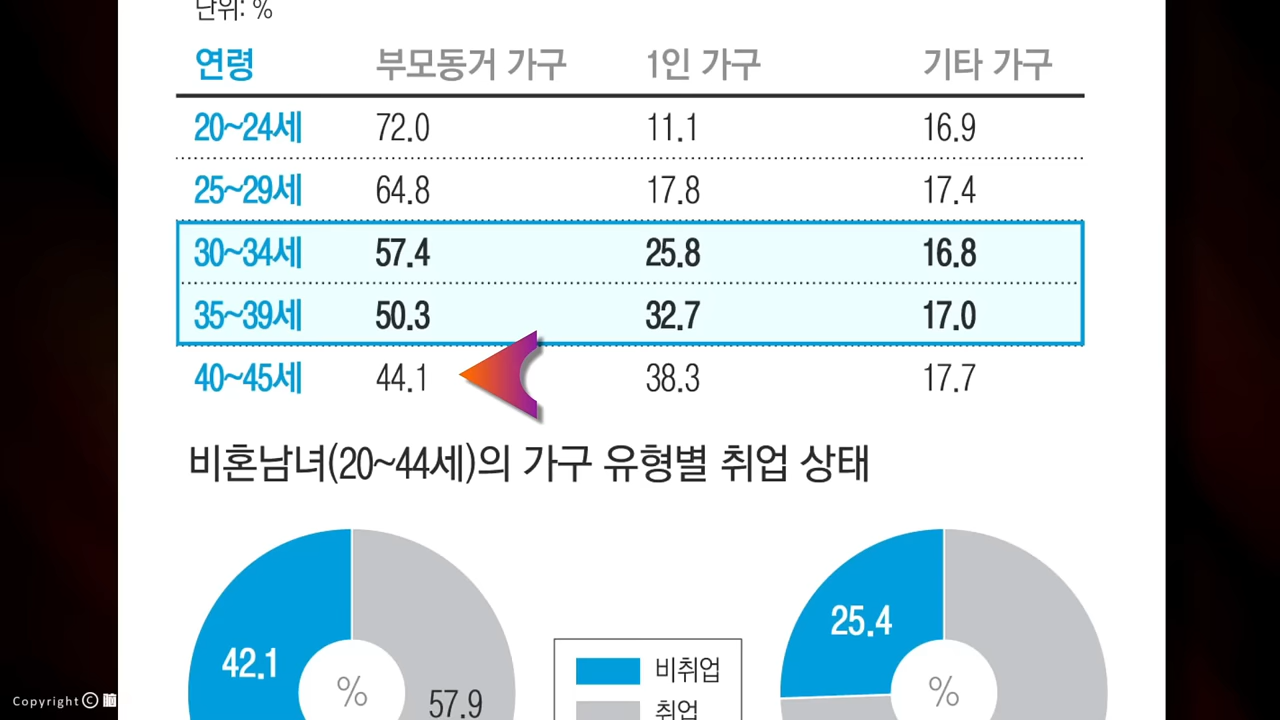 단위: %
연령 부모동거 가구 1인 가구 기타 가구
20~24세 72.0 11.1 16.9
25~29세 64.8 17.8 17.4
30~34세 57.4 25.8 16.8
35~39세 50.3 32.7 17.0
40~45세 44.1 38.3 17.7
비혼남녀(20~44세)의 가구 유형별 취업 상태
42.1 % 57.9
비취업
취업
25.4 %
Copyright ⓒ